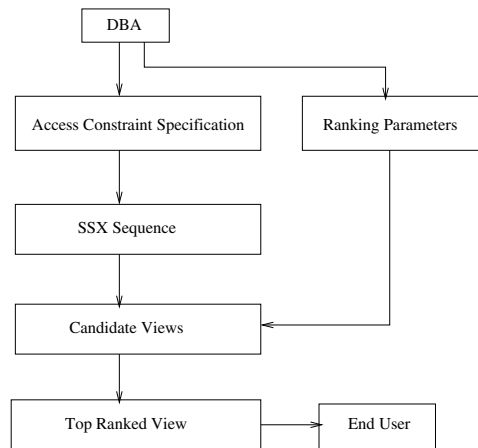 DBA
Access Constraint Specification
Ranking Parameters
SSX Sequence
Candidate Views
Top Ranked View
End User